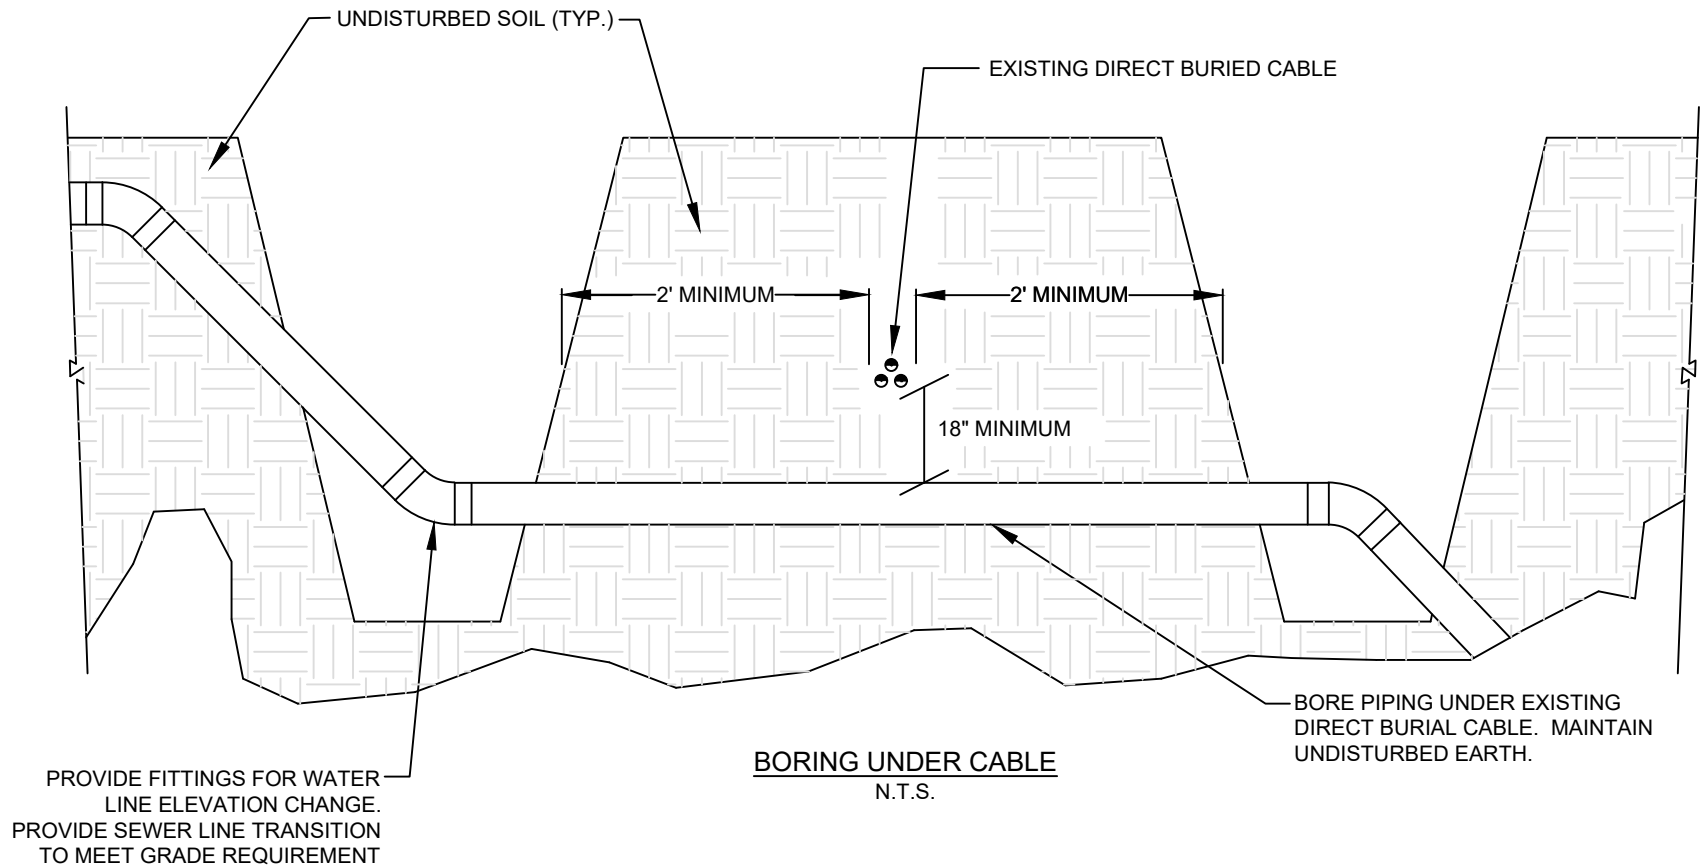 UNDISTURBED SOIL (TYP.)
EXISTING DIRECT BURIED CABLE
2' MINIMUM
2' MINIMUM
18" MINIMUM
BORE PIPING UNDER EXISTING
DIRECT BURIAL CABLE.  MAINTAIN
UNDISTURBED EARTH.
BORING UNDER CABLE
N.T.S.
PROVIDE FITTINGS FOR WATER
LINE ELEVATION CHANGE.
PROVIDE SEWER LINE TRANSITION
TO MEET GRADE REQUIREMENT